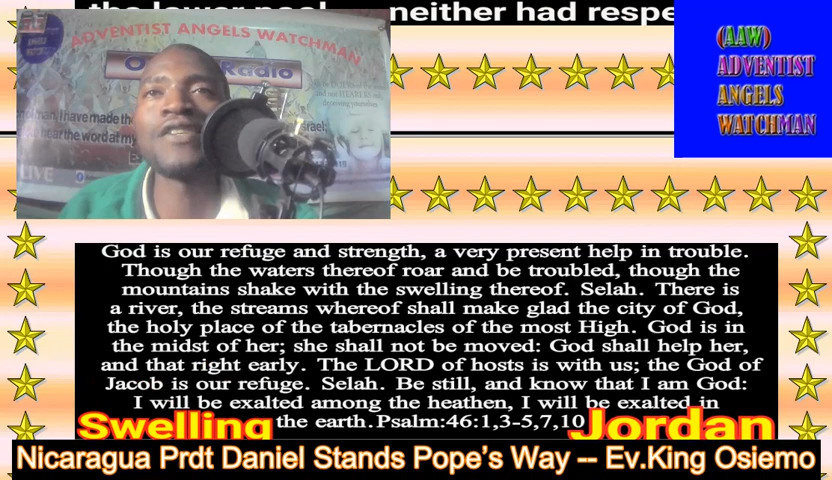 neither had respe
ADVENTIST ANGELS WATCHMAN
Radio
(AAW)
ADVENTIST
ANGELS
WATCHMAN
LIVE
God is our refuge and strength, a very present help in trouble.
Though the waters thereof roar and be troubled, though the
mountains shake with the swelling thereof. Selah. There is
a river, the streams whereof shall make glad the city of God,
the holy place of the tabernacles of the most High. God is in
the midst of her; she shall not be moved: God shall help her,
and that right early. The LORD of hosts is with us; the God of
Jacob is our refuge. Selah. Be still, and know that I am God:
I will be exalted among the heathen, I will be exalted in
the earth.Psalm:46:1,3-5,7,10
Swelling Jordan
Nicaragua Prdt Daniel Stands Pope’s Way -- Ev.King Osiemo